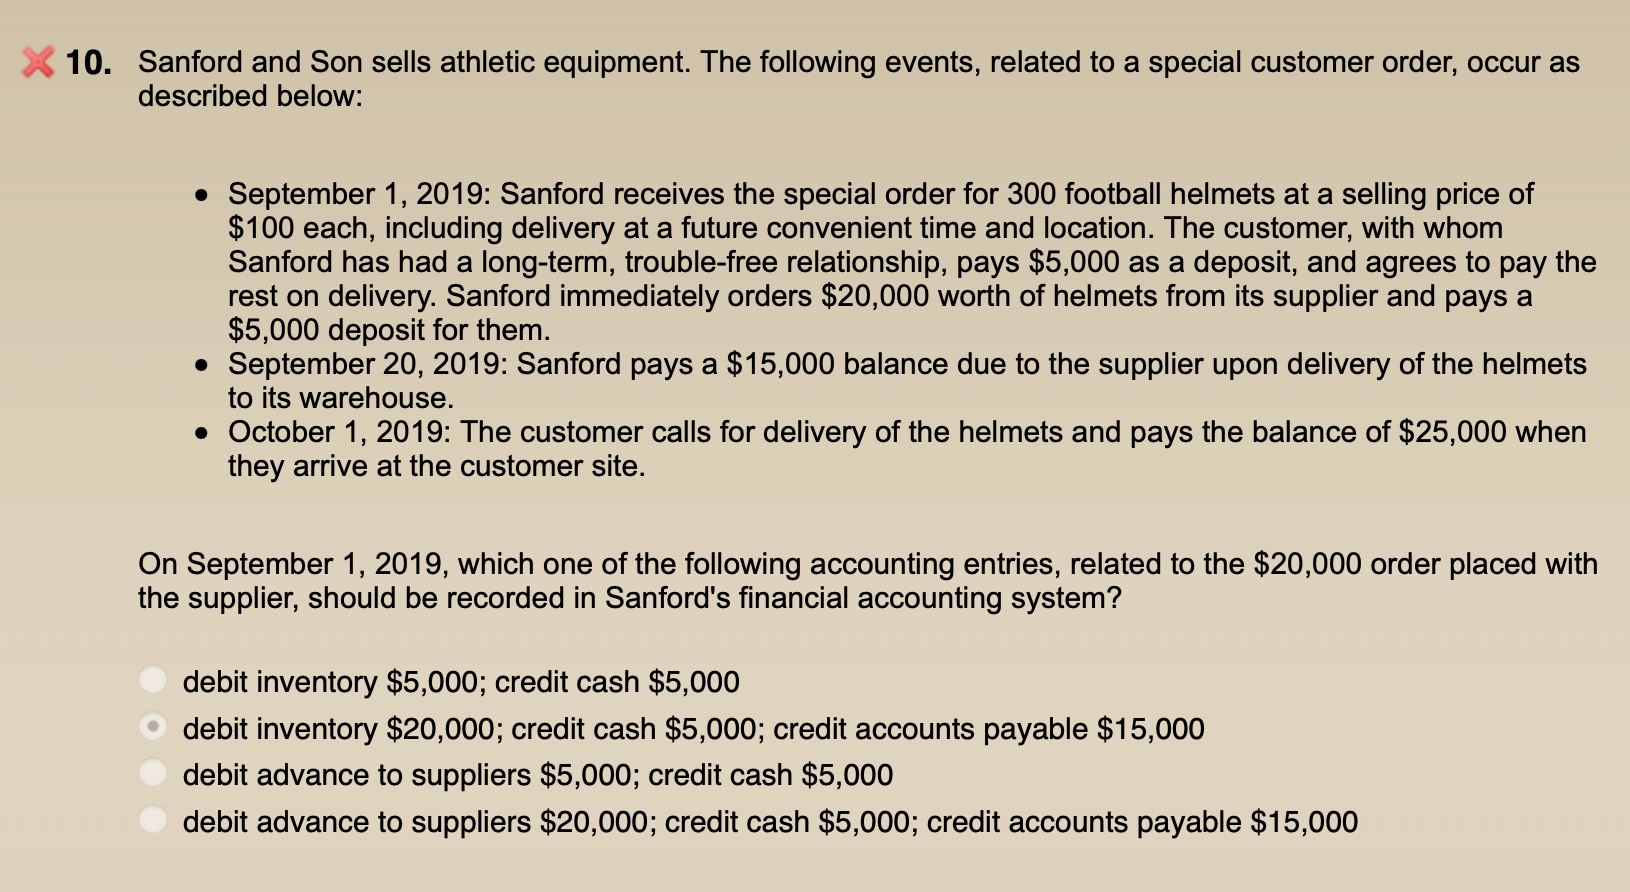 10. Sanford and Son sells athletic equipment. The following events, related to a special customer order, occur as
described below:
● September 1, 2019: Sanford receives the special order for 300 football helmets at a selling price of
$100 each, including delivery at a future convenient time and location. The customer, with whom
Sanford has had a long-term, trouble-free relationship, pays $5,000 as a deposit, and agrees to pay the
rest on delivery. Sanford immediately orders $20,000 worth of helmets from its supplier and pays a
$5,000 deposit for them.
● September 20, 2019: Sanford pays a $15,000 balance due to the supplier upon delivery of the helmets
to its warehouse.
● October 1, 2019: The customer calls for delivery of the helmets and pays the balance of $25,000 when
they arrive at the customer site.
On September 1, 2019, which one of the following accounting entries, related to the $20,000 order placed with
the supplier, should be recorded in Sanford's financial accounting system?
debit inventory $5,000; credit cash $5,000
debit inventory $20,000; credit cash $5,000; credit accounts payable $15,000
debit advance to suppliers $5,000; credit cash $5,000
debit advance to suppliers $20,000; credit cash $5,000; credit accounts payable $15,000